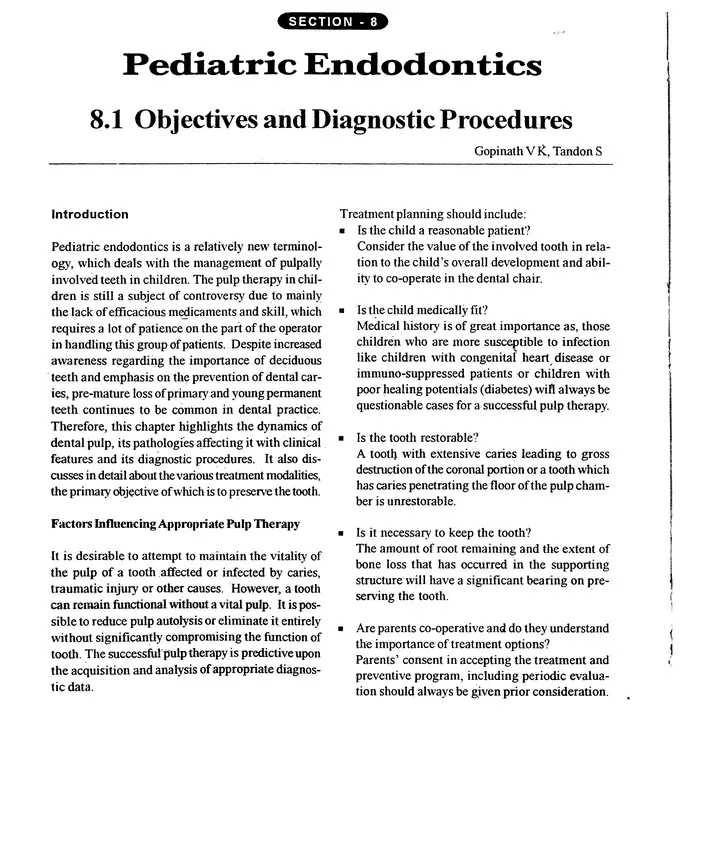 SECTION - 8
Pediatric Endodontics
8.1 Objectives and Diagnostic Procedures
Gopinath V K, Tandon S
Introduction
Pediatric endodontics is a relatively new terminol-
ogy, which deals with the management of pulpally
involved teeth in children. The pulp therapy in chil-
dren is still a subject of controversy due to mainly
the lack of efficacious medicaments and skill, which
requires a lot of patience on the part of the operator
in handling this group of patients. Despite increased
awareness regarding the importance of deciduous
teeth and emphasis on the prevention of dental car-
ies, pre-mature loss of primary and young permanent
teeth continues to be common in dental practice.
Therefore, this chapter highlights the dynamics of
dental pulp, its pathologies affecting it with clinical
features and its diagnostic procedures. It also dis-
cusses in detail about the various treatment modalities,
the primary objective of which is to preserve the tooth.
Factors Influencing Appropriate Pulp Therapy
It is desirable to attempt to maintain the vitality of
the pulp of a tooth affected or infected by caries,
traumatic injury or other causes. However, a tooth
can remain functional without a vital pulp. It is pos-
sible to reduce pulp autolysis or eliminate it entirely
without significantly compromising the function of
tooth. The successful pulp therapy is predictive upon
the acquisition and analysis of appropriate diagnos-
tic data.
Treatment planning should include:
■ Is the child a reasonable patient?
Consider the value of the involved tooth in rela-
tion to the child's overall development and abil-
ity to co-operate in the dental chair.
■ Is the child medically fit?
Medical history is of great importance as, those
children who are more susceptible to infection
like children with congenital heart disease or
immuno-suppressed patients or children with
poor healing potentials (diabetes) will always be
questionable cases for a successful pulp therapy.
■ Is the tooth restorable?
A tooth with extensive caries leading to gross
destruction of the coronal portion or a tooth which
has caries penetrating the floor of the pulp cham-
ber is unrestorable.
■ Is it necessary to keep the tooth?
The amount of root remaining and the extent of
bone loss that has occurred in the supporting
structure will have a significant bearing on pre-
serving the tooth.
■ Are parents co-operative and do they understand
the importance of treatment options?
Parents' consent in accepting the treatment and
preventive program, including periodic evalua-
tion should always be given prior consideration.